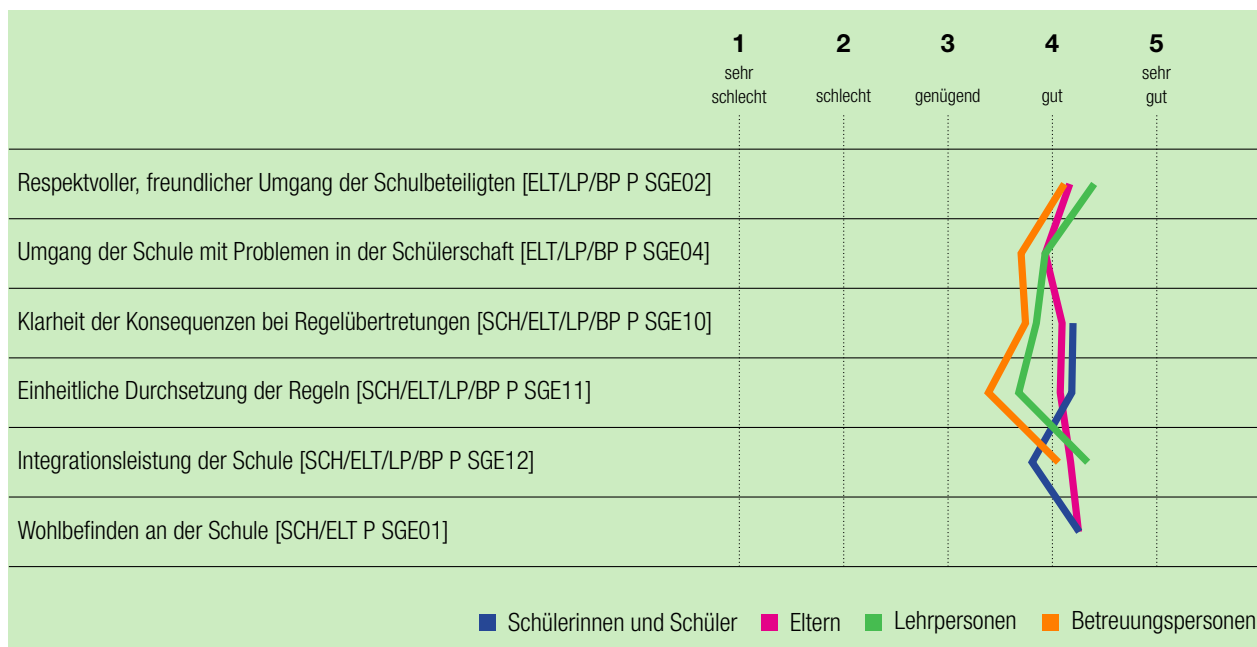 1 2 3 4 5
sehr schlecht schlecht genügend gut sehr gut
Respektvoller, freundlicher Umgang der Schulbeteiligten [ELT/LP/BP P SGE02]
Umgang der Schule mit Problemen in der Schülerschaft [ELT/LP/BP P SGE04]
Klarheit der Konsequenzen bei Regelübertretungen [SCH/ELT/LP/BP P SGE10]
Einheitliche Durchsetzung der Regeln [SCH/ELT/LP/BP P SGE11]
Integrationsleistung der Schule [SCH/ELT/LP/BP P SGE12]
Wohlbefinden an der Schule [SCH/ELT P SGE01]
Schülerinnen und Schüler Eltern Lehrpersonen Betreuungspersonen